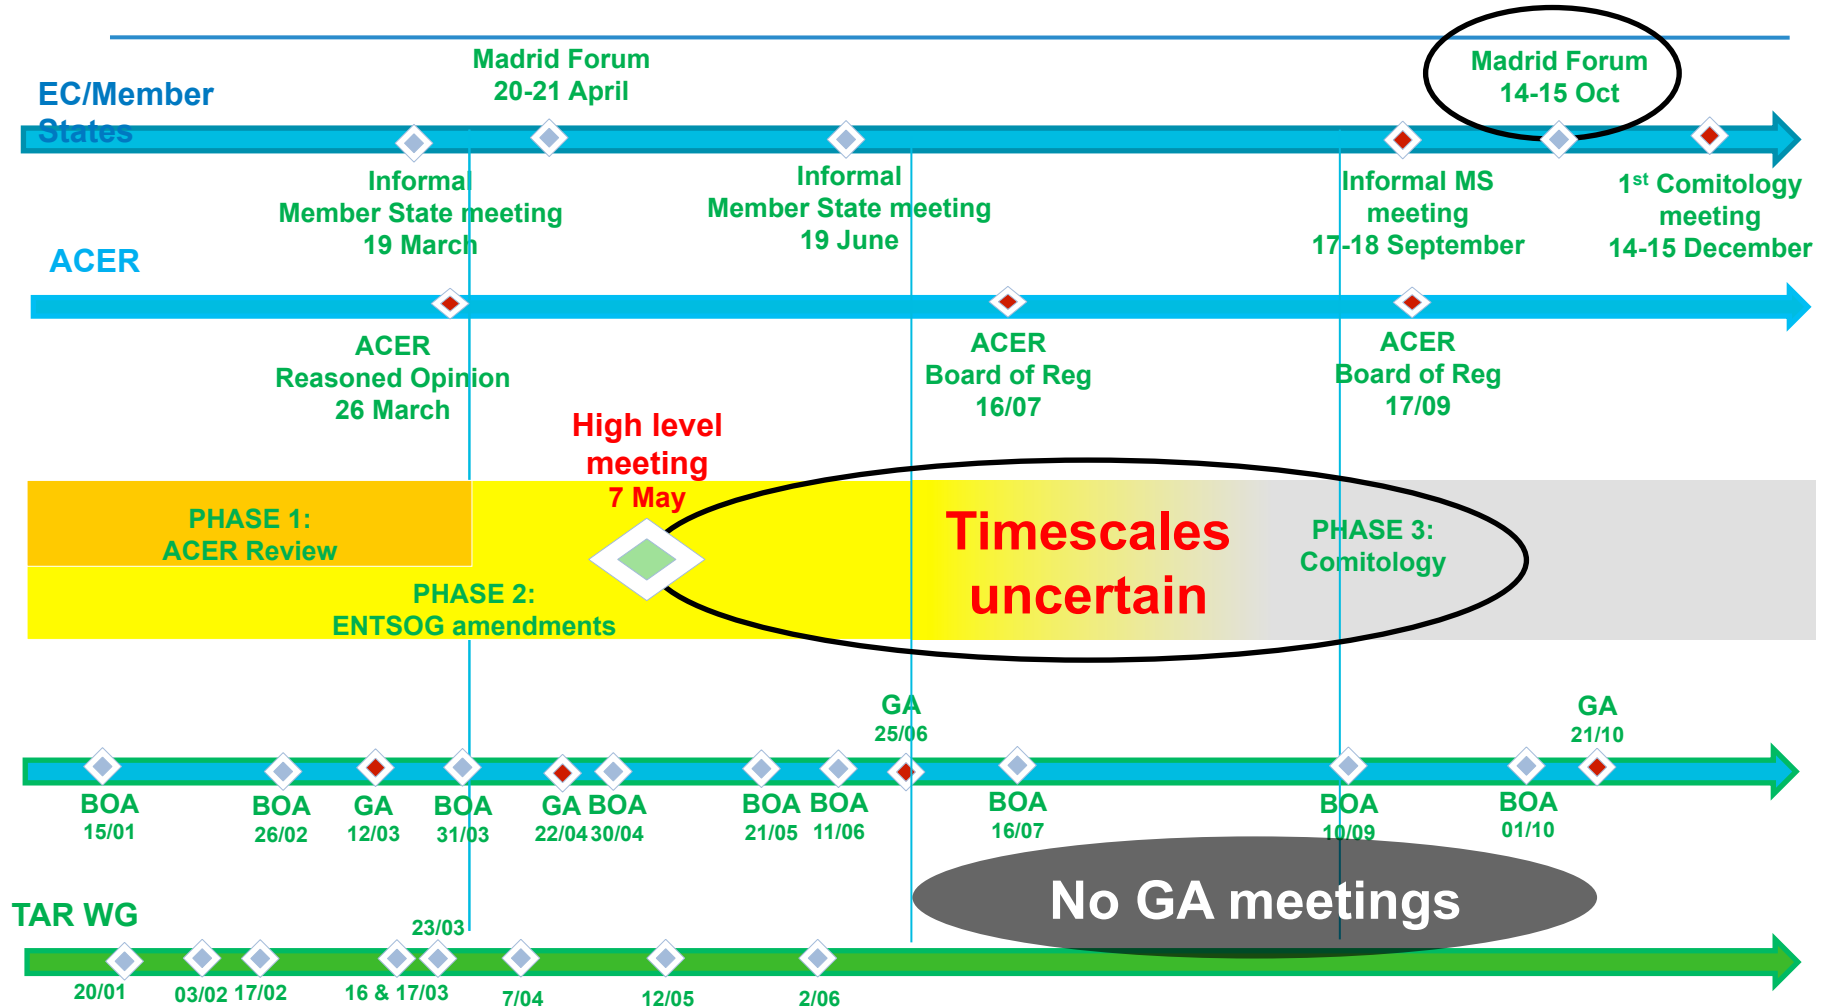 Madrid Forum
20-21 April
Madrid Forum
14-15 Oct
EC/Member
States
Informal
Member State meeting
19 March
Informal
Member State meeting
19 June
Informal MS
meeting
17-18 September
1st Comitology
meeting
14-15 December
ACER
ACER
Reasoned Opinion
26 March
ACER
Board of Reg
16/07
ACER
Board of Reg
17/09
High level
meeting
7 May
PHASE 1:
ACER Review
PHASE 2:
ENTSOG amendments
Timescales
uncertain
PHASE 3:
Comitology
GA
25/06
GA
21/10
BOA
15/01
BOA
26/02
GA
12/03
BOA
31/03
GA
22/04
BOA
30/04
BOA
21/05
BOA
11/06
BOA
16/07
BOA
10/09
BOA
01/10
No GA meetings
TAR WG
23/03
20/01
03/02
17/02
16 & 17/03
7/04
12/05
2/06